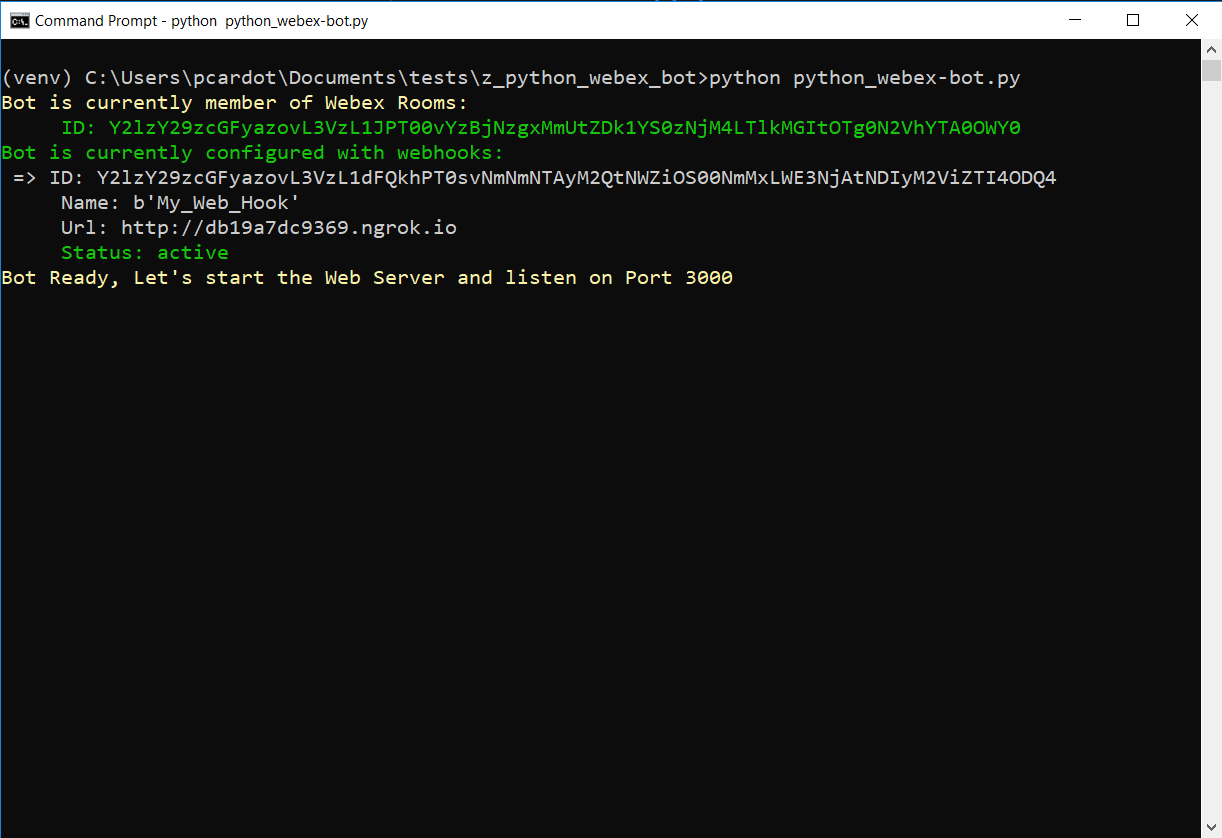 Command Prompt - python  python_webex-bot.py
(venv) C:\Users\pcardot\Documents\tests\z_python_webex_bot>python python_webex-bot.py
Bot is currently member of Webex Rooms:
     ID: Y2lzY29zcGFyazovL3VzL1JPT00vYzBjNzgxMmUtZDk1YS0zNjM4LTlkMGItOTg0N2VhYTA0OWY0
Bot is currently configured with webhooks:
 => ID: Y2lzY29zcGFyazovL3VzL1dFQkhPT0svNmNmNTAyM2QtNWZiOS00NmMxLWE3NjAtNDIyM2ViZTI4ODQ4
     Name: b'My_Web_Hook'
     Url: http://db19a7dc9369.ngrok.io
     Status: active
Bot Ready, Let's start the Web Server and listen on Port 3000